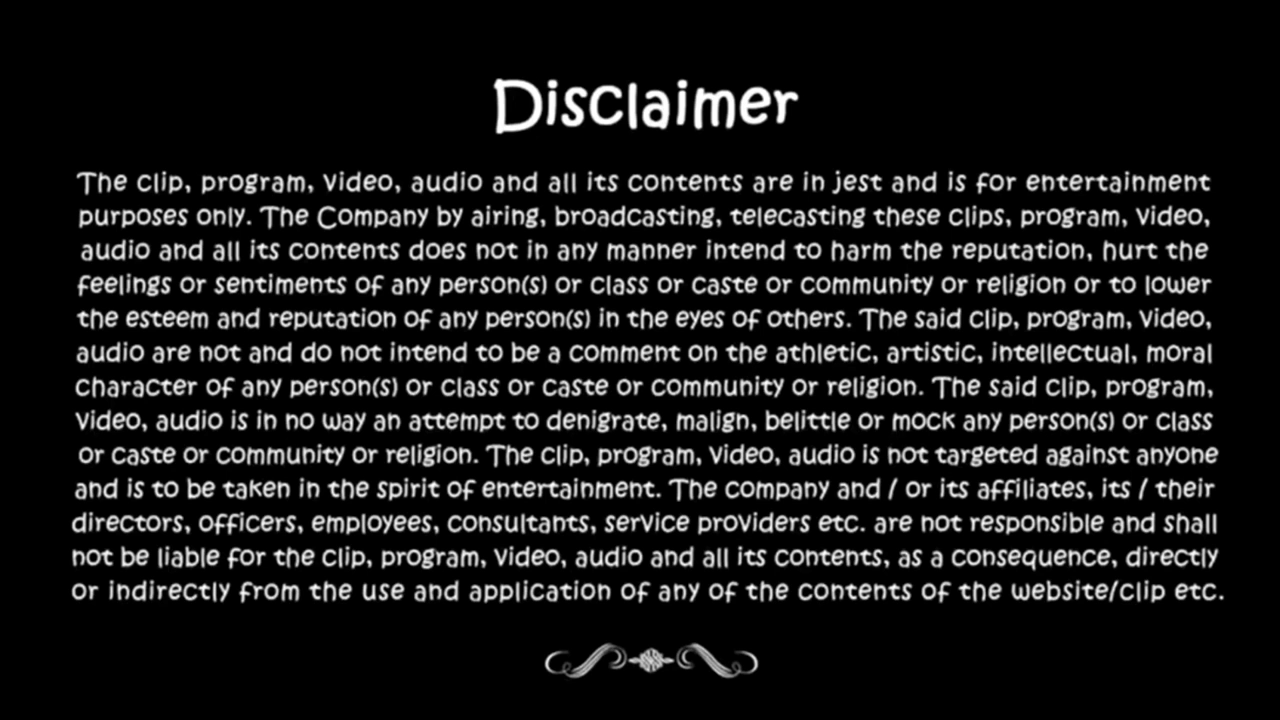 Disclaimer
The clip, program, video, audio and all its contents are in jest and is for entertainment
purposes only. The Company by airing, broadcasting, telecasting these clips, program, video,
audio and all its contents does not in any manner intend to harm the reputation, hurt the
feelings or sentiments of any person(s) or class or caste or community or religion or to lower
the esteem and reputation of any person(s) in the eyes of others. The said clip, program, video,
audio are not and do not intend to be a comment on the athletic, artistic, intellectual, moral
character of any person(s) or class or caste or community or religion. The said clip, program,
video, audio is in no way an attempt to denigrate, malign, belittle or mock any person(s) or class
or caste or community or religion. The clip, program, video, audio is not targeted against anyone
and is to be taken in the spirit of entertainment. The company and / or its affiliates, its / their
directors, officers, employees, consultants, service providers etc. are not responsible and shall
not be liable for the clip, program, video, audio and all its contents, as a consequence, directly
or indirectly from the use and application of any of the contents of the website/clip etc.